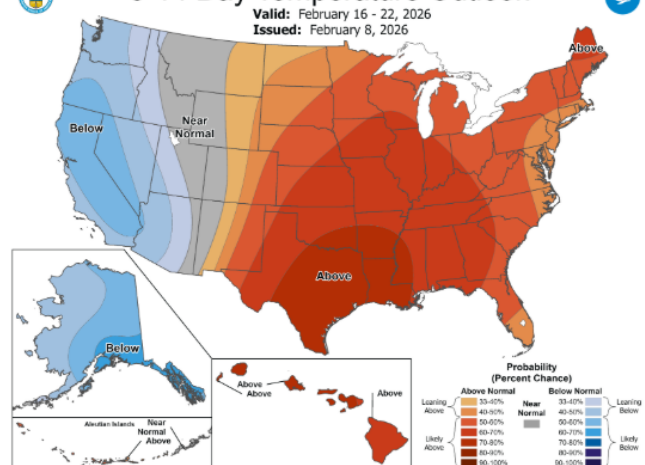 Valid: February 16 - 22, 2026
Issued: February 8, 2026
Above
Below
Near
Normal
Above
Below
Aleutian Islands
Near
Normal
Above
Above
Above
Above
Probability
(Percent Chance)
Above Normal
Below Normal
Leaning
Above
33-40%
40-50%
50-60%
60-70%
70-80%
80-90%
90-100%
Likely
Above
Near
Normal
33-40%
40-50%
50-60%
60-70%
70-80%
80-90%
90-100%
Leaning
Below
Likely
Below